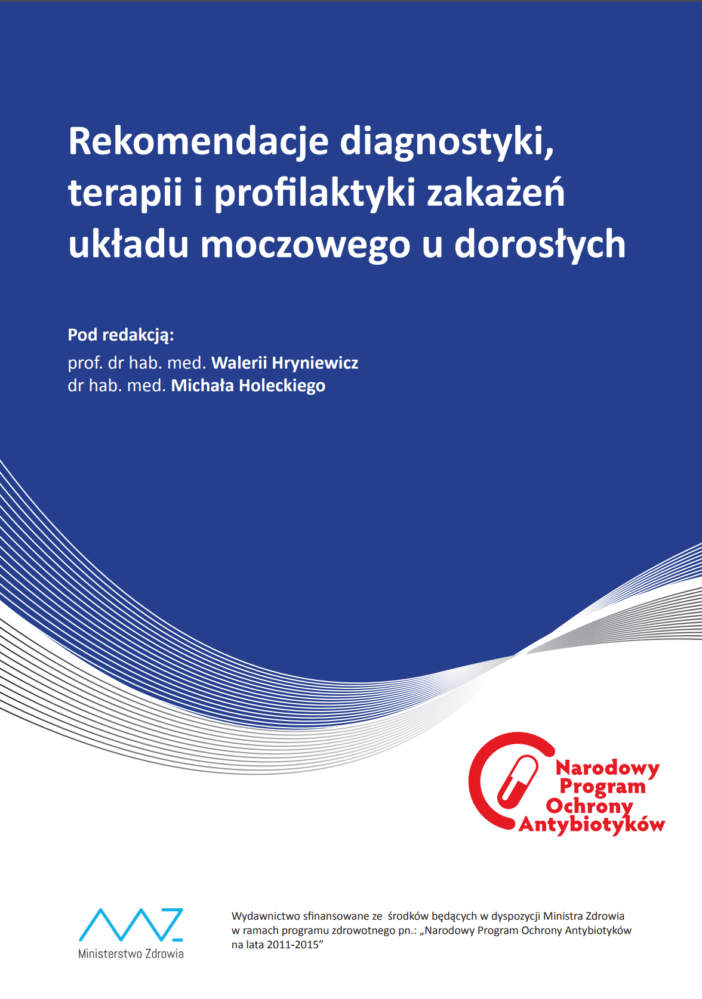 Rekomendacje diagnostyki,
terapii i profilaktyki zakażeń
układu moczowego u dorosłych
Pod redakcją:
prof. dr hab. med. Walerii Hryniewicz
dr hab. med. Michała Holeckiego
Narodowy
Program
Ochrony
Antybiotyków
MZ
Ministerstwo Zdrowia
Wydawnictwo sfinansowane ze środków będących w dyspozycji Ministra Zdrowia
w ramach programu zdrowotnego pn.: „Narodowy Program Ochrony Antybiotyków
na lata 2011-2015”